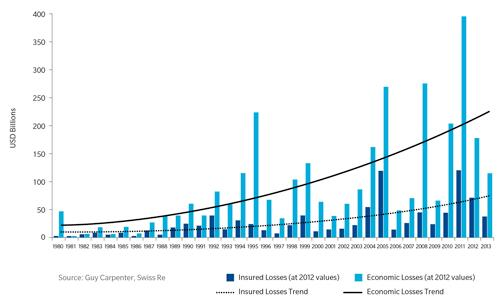 400
350
300
250
200
150
100
50
0
USD Billions
1980 1981 1982 1983 1984 1985 1986 1987 1988 1989 1990 1991 1992 1993 1994 1995 1996 1997 1998 1999 2000 2001 2002 2003 2004 2005 2006 2007 2008 2009 2010 2011 2012 2013
Source: Guy Carpenter, Swiss Re
Insured Losses (at 2012 values) Economic Losses (at 2012 values)
Insured Losses Trend Economic Losses Trend